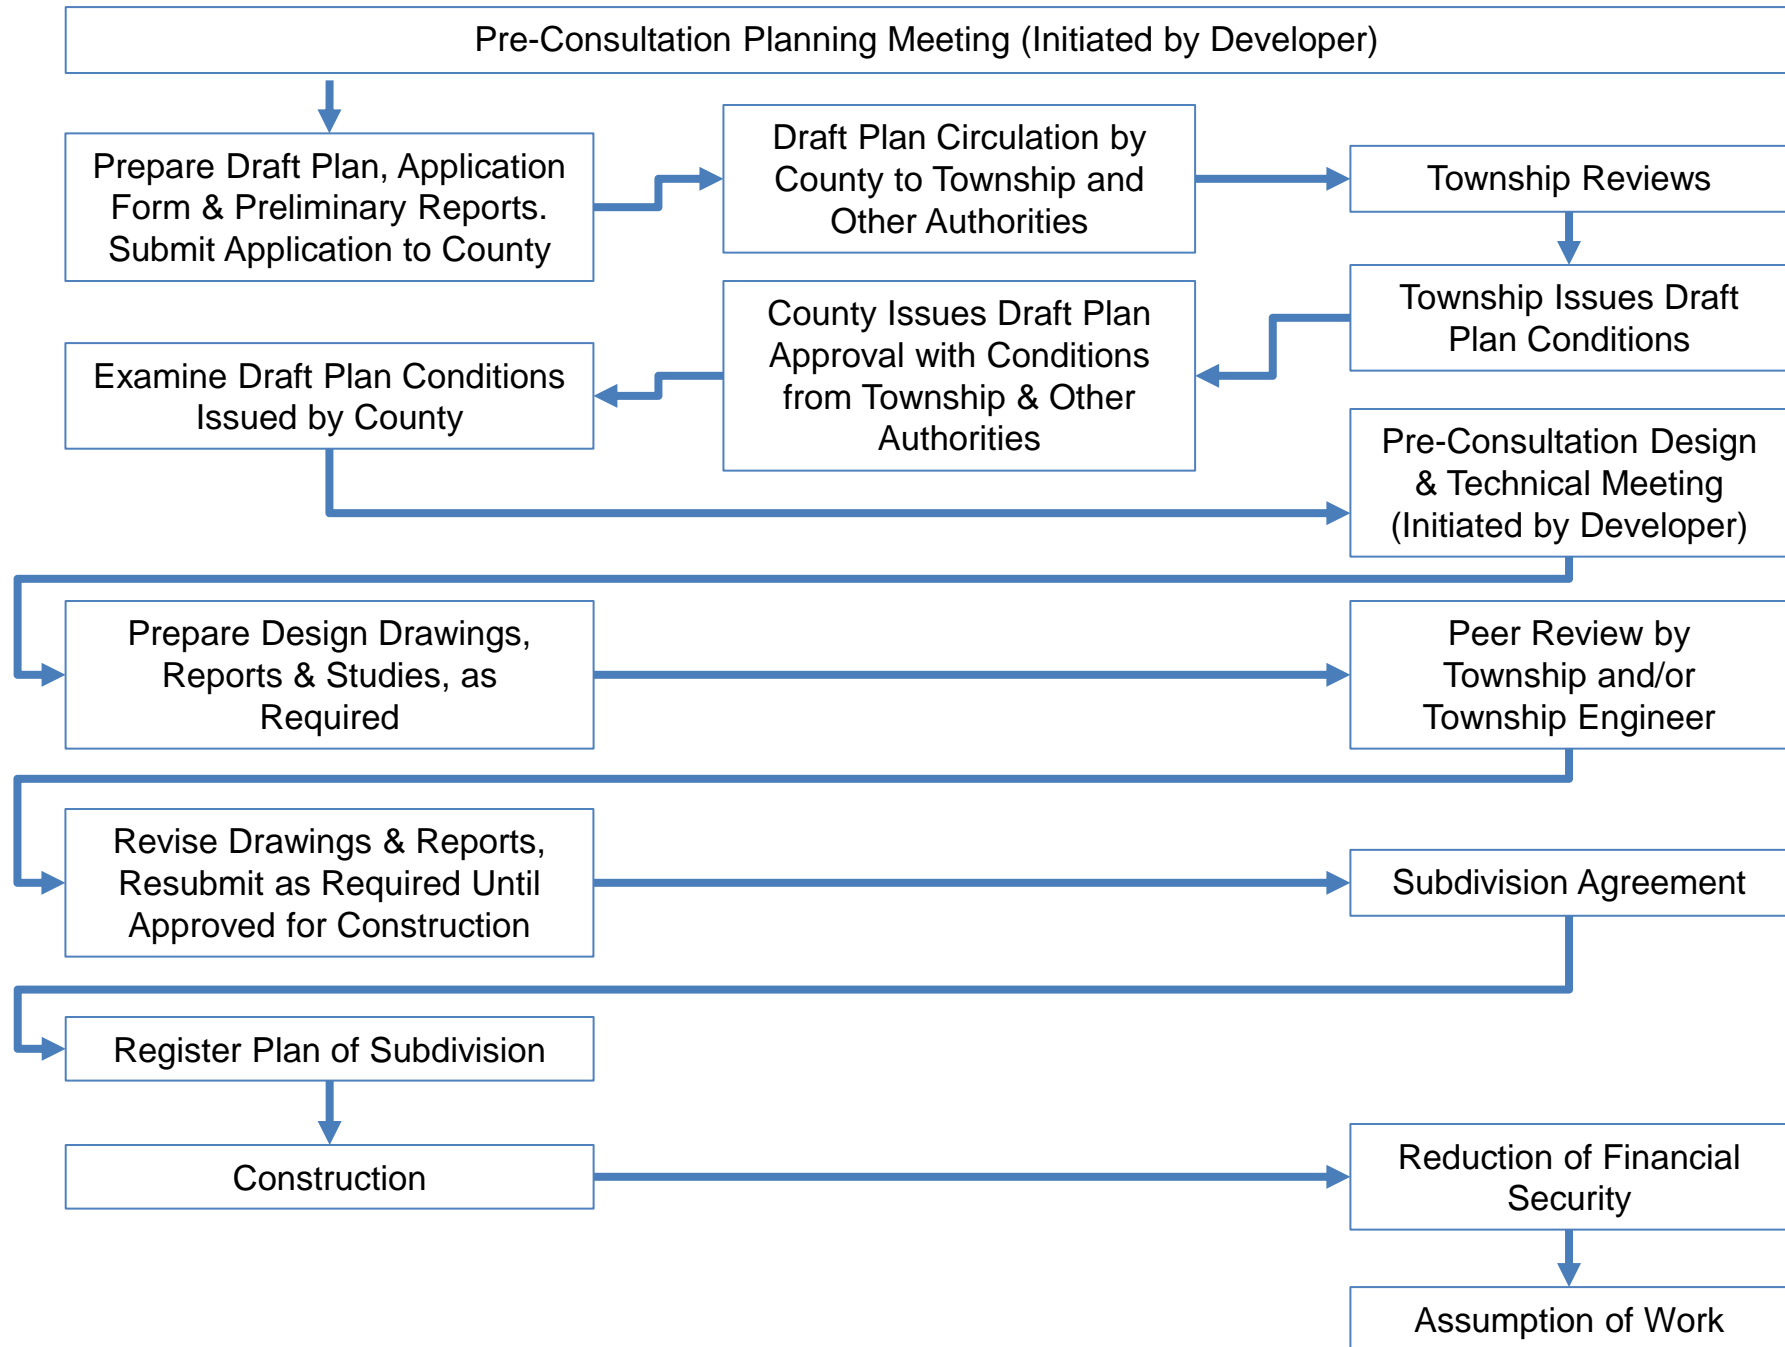 Pre-Consultation Planning Meeting (Initiated by Developer)
Prepare Draft Plan, Application
Form & Preliminary Reports.
Submit Application to County
Draft Plan Circulation by
County to Township and
Other Authorities
Township Reviews
Township Issues Draft
Plan Conditions
County Issues Draft Plan
Approval with Conditions
from Township & Other
Authorities
Examine Draft Plan Conditions
Issued by County
Pre-Consultation Design
& Technical Meeting
(Initiated by Developer)
Prepare Design Drawings,
Reports & Studies, as
Required
Peer Review by
Township and/or
Township Engineer
Revise Drawings & Reports,
Resubmit as Required Until
Approved for Construction
Subdivision Agreement
Register Plan of Subdivision
Construction
Reduction of Financial
Security
Assumption of Work